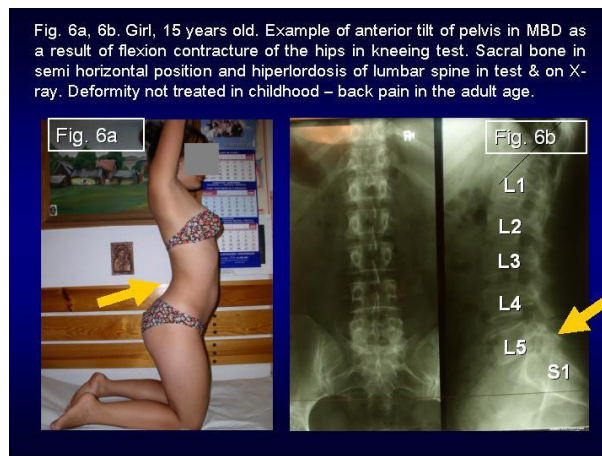 Fig. 6a, 6b. Girl, 15 years old. Example of anterior tilt of pelvis in MBD as
a result of flexion contracture of the hips in kneeing test. Sacral bone in
semi horizontal position and hiperlordosis of lumbar spine in test & on X-
ray. Deformity not treated in childhood – back pain in the adult age.
Fig. 6a
Fig. 6b
L1
L2
L3
L4
L5
S1